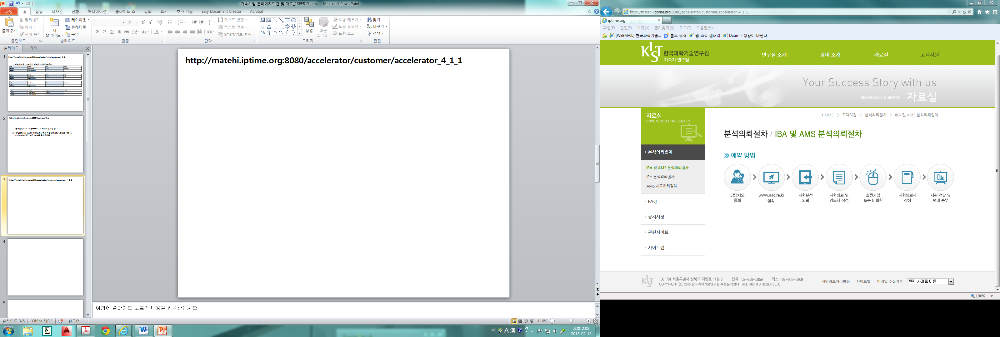 가속기팀 홈페이지의견 및 자료_13FEB15.pptx - Microsoft PowerPoint
파일 홈 삽입 디자인 전환 애니메이션 슬라이드 쇼 검토 보기 추가 기능 Easy Document Creator Acrobat
붙여넣기
잘라내기
복사
서식 복사
클립보드
새 슬라이드
레이아웃
원래대로
구역
슬라이드
18
글꼴
텍스트 방향
텍스트 맞춤
SmartArt로 변환
단락
정렬
빠른 스타일
도형 채우기
도형 윤곽선
도형 효과
그리기
찾기
바꾸기
선택
편집
슬라이드 개요
1
http://matehi.iptime.org:8080/accelerator/intro/accelerator_1_2
2
3
http://matehi.iptime.org:8080/accelerator/customer/accelerator_4_1_1
4
5
http://matehi.iptime.org:8080/accelerator/customer/accelerator_4_1_1
여기에 슬라이드 노트의 내용을 입력하십시오
슬라이드 3/6 "Office 테마" 한국어
110%
KO A 漢
오후 2:08
2015-02-13
http://matehi.iptime.org:8080/accelerator/customer/accelerator_4_1_1
iptime.org
파일(F) 편집(E) 보기(V) 즐겨찾기(A) 도구(T) 도움말(H)
[WEBMAIL] 한국과학기술... 볼트 규격 웹 조각 갤러리 Daum - 생활이 바뀐다
KIST 한국과학기술연구원
가속기 연구실
연구실 소개 장비 소개 자료실 고객지원
Your Success Story with us
REFERENCE LIBRARY 자료실
자료실
DOCUMENTATION CENTER
분석의뢰절차
IBA 및 AMS 분석의뢰절차
IBA 분석의뢰절차
AMS 시료처리절차
FAQ
공지사항
관련사이트
사이트맵
HOME > 고객지원 > 분석의뢰절차 > IBA 및 AMS 분석의뢰절차
분석의뢰절차 / IBA 및 AMS 분석의뢰절차
예약 방법
담당자와 통화
www.aac.re.kr 접속
시험분석 의뢰
시험의뢰 및 검토서 작성
회원가입 또는 비회원
시험의뢰서 작성
시편 전달 및 택배 송부
KIST
136-791 서울특별시 성북구 화랑로 14길 5 전화 : 02-958-5959 팩스 : 02-958-5969
COPYRIGHT (C) 2015 한국과학기술연구원 특성분석센터 ALL RIGHTS RESERVED,
개인정보처리방침 | 사이트맵 | 이메일 수집거부
관련 사이트 이동
100%